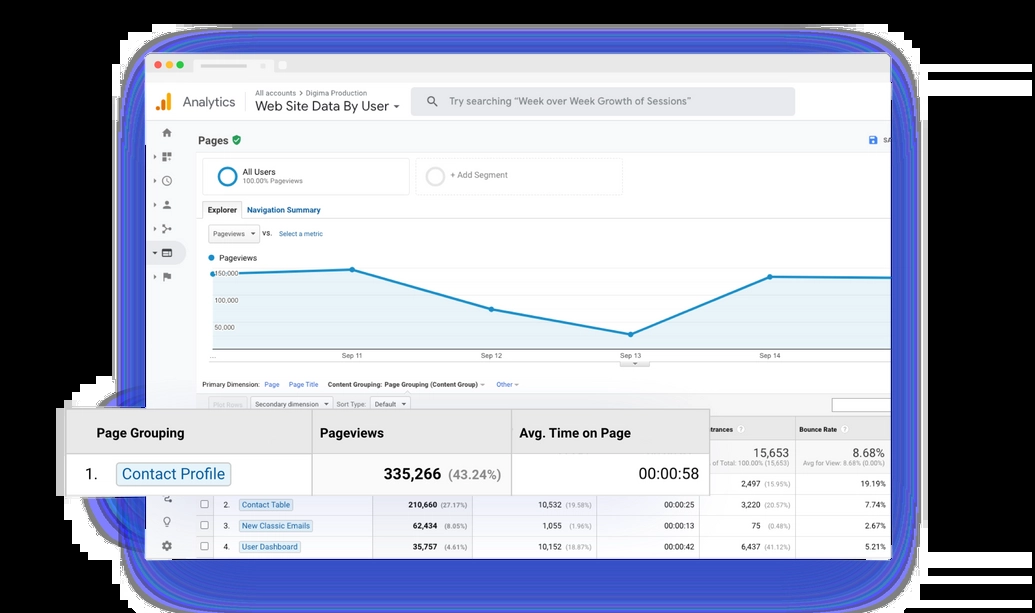 All accounts > Digima Production
Analytics
Web Site Data By User
Try searching “Week over Week Growth of Sessions”
Pages
All Users
100.00% Pageviews
+ Add Segment
Explorer
Navigation Summary
Pageviews
VS.
Select a metric
Pageviews
150,000
100,000
50,000
...
Sep 11
Sep 12
Sep 13
Sep 14
Primary Dimension: Page Page Title Content Grouping: Page Grouping (Content Group) Other
Plot Rows Secondary dimension Sort Type: Default
Page Grouping Pageviews Avg. Time on Page
Bounce Rate
15,653 8.68%
of Total: 100.00% (15,653) Avg for View: 8.68% (0.00%)
1. Contact Profile 335,266 (43.24%) 00:00:58
2,497 (15.95%) 19.19%
2. Contact Table 210,660 (27.17%) 10,532 (19.58%) 00:00:25 3,220 (20.57%) 7.74%
3. New Classic Emails 62,434 (8.05%) 1,055 (1.96%) 00:00:13 75 (0.48%) 2.67%
4. User Dashboard 35,757 (4.61%) 10,152 (18.87%) 00:00:42 6,437 (41.12%) 5.21%